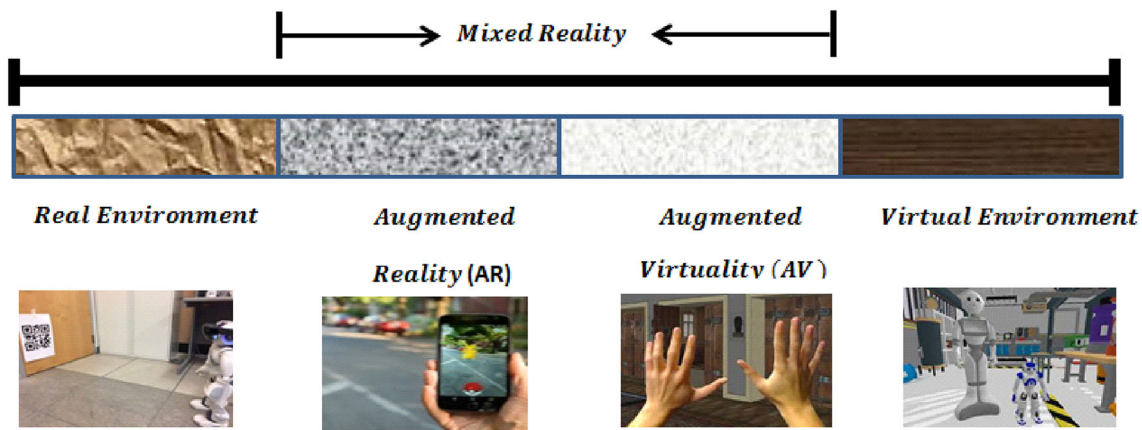 Mixed Reality
Real Environment
Augmented
Reality (AR)
Augmented
Virtuality (AV)
Virtual Environment